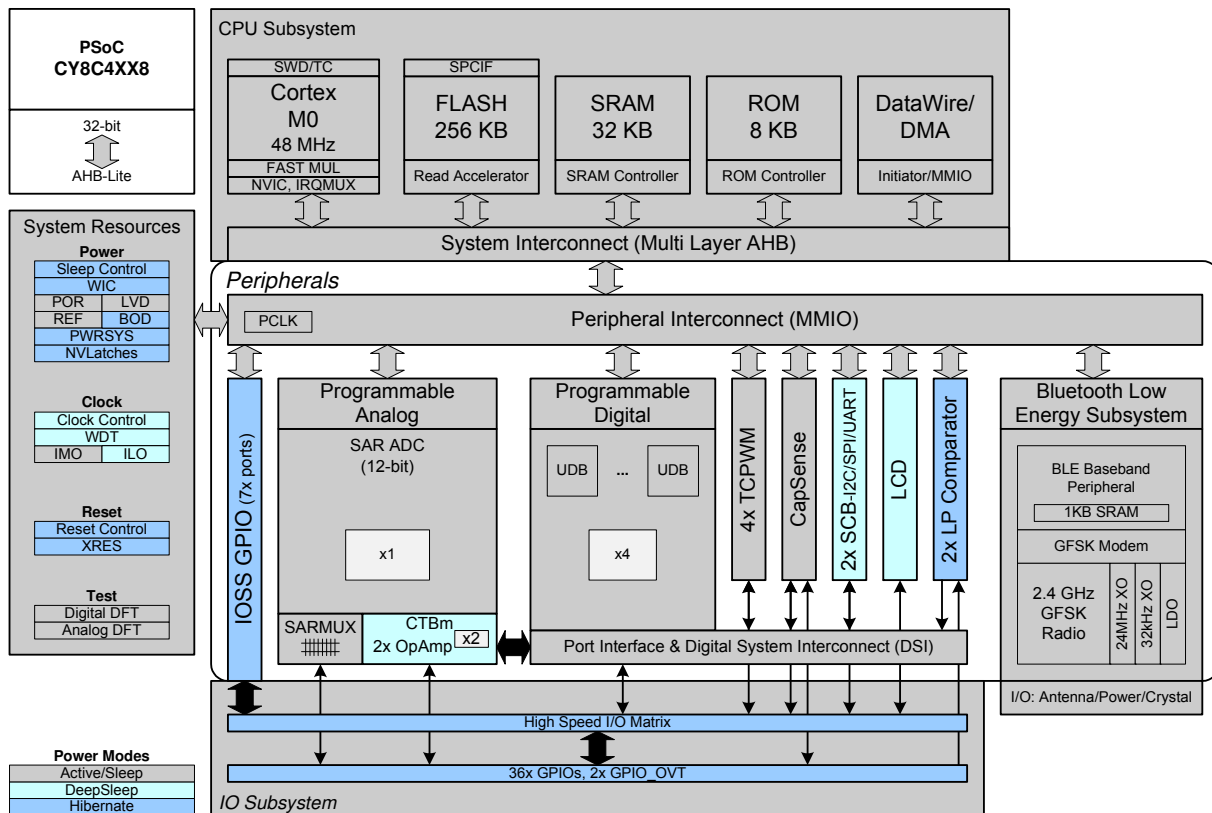 PSoC
CY8C4XX8
32-bit
AHB-Lite
CPU Subsystem
SWD/TC
Cortex
M0
48 MHz
FAST MUL
NVIC, IRQMUX
SPCIF
FLASH
256 KB
Read Accelerator
SRAM
32 KB
SRAM Controller
ROM
8 KB
ROM Controller
DataWire/
DMA
Initiator/MMIO
System Interconnect (Multi Layer AHB)
System Resources
Power
Sleep Control
WIC
POR LVD
REF BOD
PWRSYS
NVLatches
Clock
Clock Control
WDT
IMO ILO
Reset
Reset Control
XRES
Test
Digital DFT
Analog DFT
Peripherals
PCLK
Peripheral Interconnect (MMIO)
IOSS GPIO (7x ports)
Programmable
Analog
SAR ADC
(12-bit)
x1
SARMUX
CTBm
2x OpAmp
x2
Programmable
Digital
UDB ... UDB
x4
4x TCPWM
CapSense
2x SCB-I2C/SPI/UART
LCD
2x LP Comparator
Port Interface & Digital System Interconnect (DSI)
Bluetooth Low
Energy Subsystem
BLE Baseband
Peripheral
1KB SRAM
GFSK Modem
2.4 GHz
GFSK
Radio
24MHz XO
32kHz XO
LDO
I/O: Antenna/Power/Crystal
High Speed I/O Matrix
36x GPIOs, 2x GPIO_OVT
IO Subsystem
Power Modes
Active/Sleep
DeepSleep
Hibernate